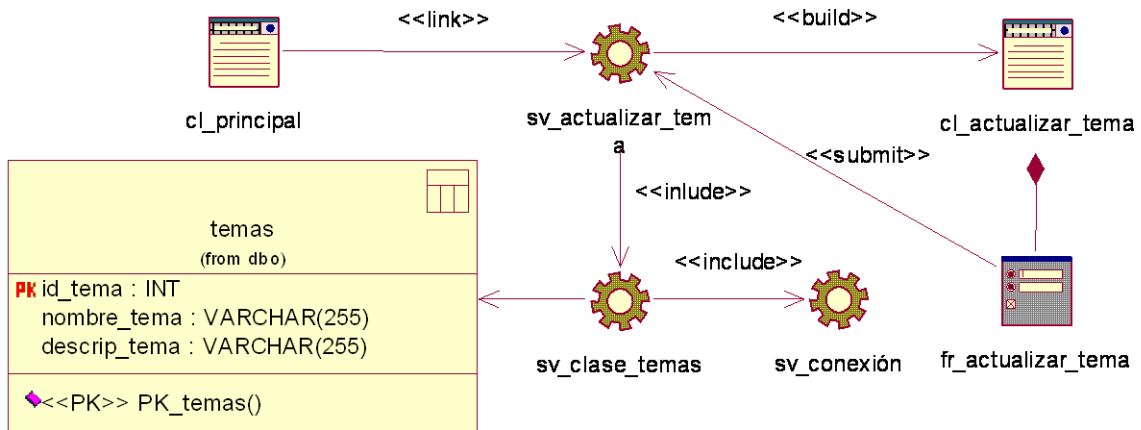 <<link>>
<<build>>
cl_principal
sv_actualizar_tem
a
cl_actualizar_tema
<<submit>>
<<inlude>>
temas
(from dbo)
<<include>>
PK id_tema : INT
nombre_tema : VARCHAR(255)
descrip_tema : VARCHAR(255)
sv_clase_temas
sv_conexión
fr_actualizar_tema
<<PK>> PK_temas()